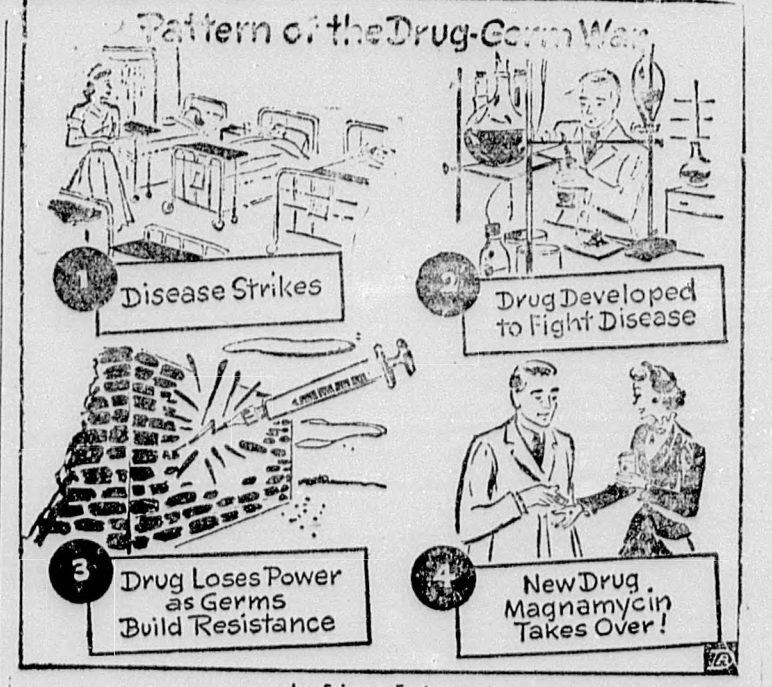 Pattern of the Drug-Germ War
1
Disease Strikes
2
Drug Developed
to Fight Disease
3
Drug Loses Power
as Germs
Build Resistance
4
New Drug
Magnamycin
Takes Over!